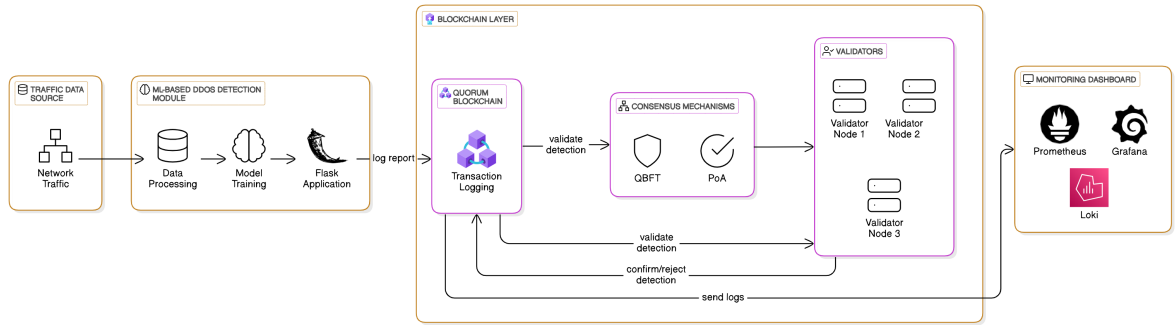 BLOCKCHAIN LAYER
TRAFFIC DATA
SOURCE
Network
Traffic
ML-BASED DDOS DETECTION
MODULE
Data
Processing
Model
Training
Flask
Application
log report
QUORUM
BLOCKCHAIN
Transaction
Logging
validate
detection
CONSENSUS MECHANISMS
QBFT
PoA
VALIDATORS
Validator
Node 1
Validator
Node 2
Validator
Node 3
validate
detection
confirm/reject
detection
send logs
MONITORING DASHBOARD
Prometheus
Grafana
Loki